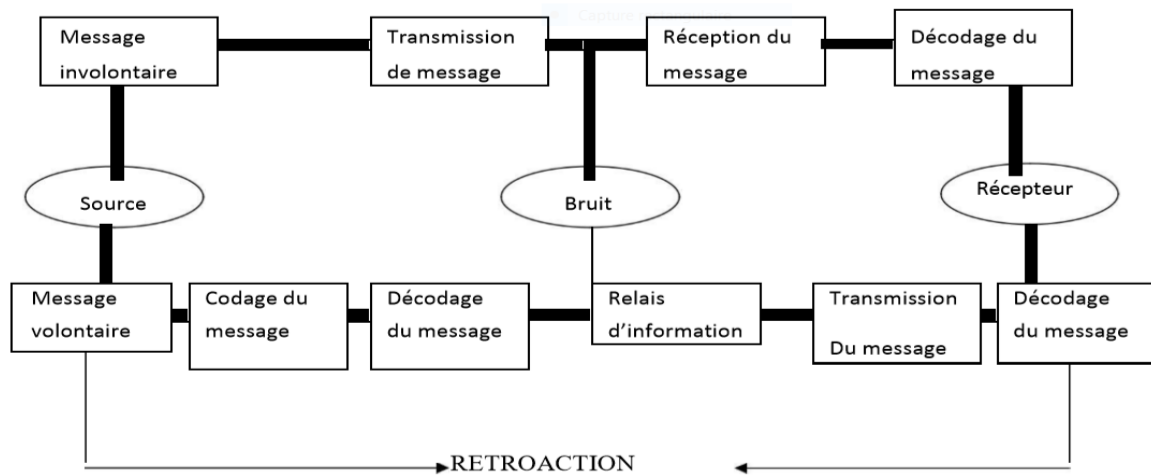 Message
involontaire
Transmission
de message
Réception du
message
Décodage du
message
Source
Bruit
Récepteur
Message
volontaire
Codage du
message
Décodage
du message
Relais
d'information
Transmission
Du message
Décodage
du message
RETROACTION